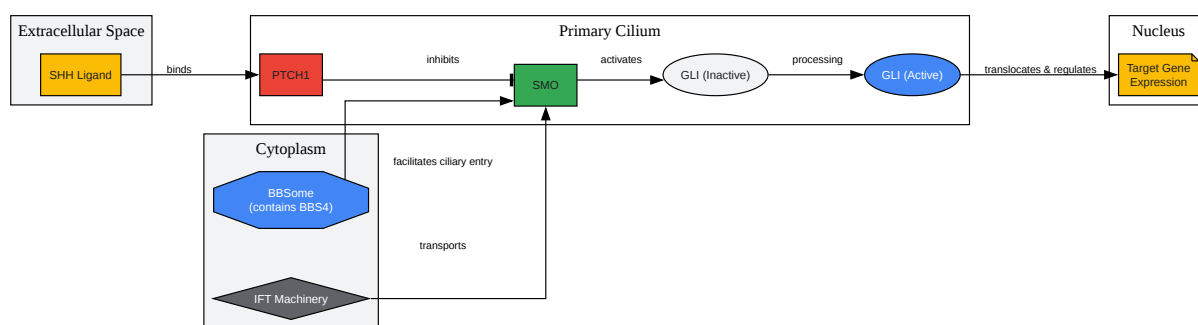 Extracellular Space
SHH Ligand
binds
Primary Cilium
PTCH1
inhibits
SMO
activates
GLI (Inactive)
processing
GLI (Active)
translocates & regulates
Nucleus
Target Gene
Expression
Cytoplasm
facilitates ciliary entry
BBSome
(contains BBS4)
transports
IFT Machinery